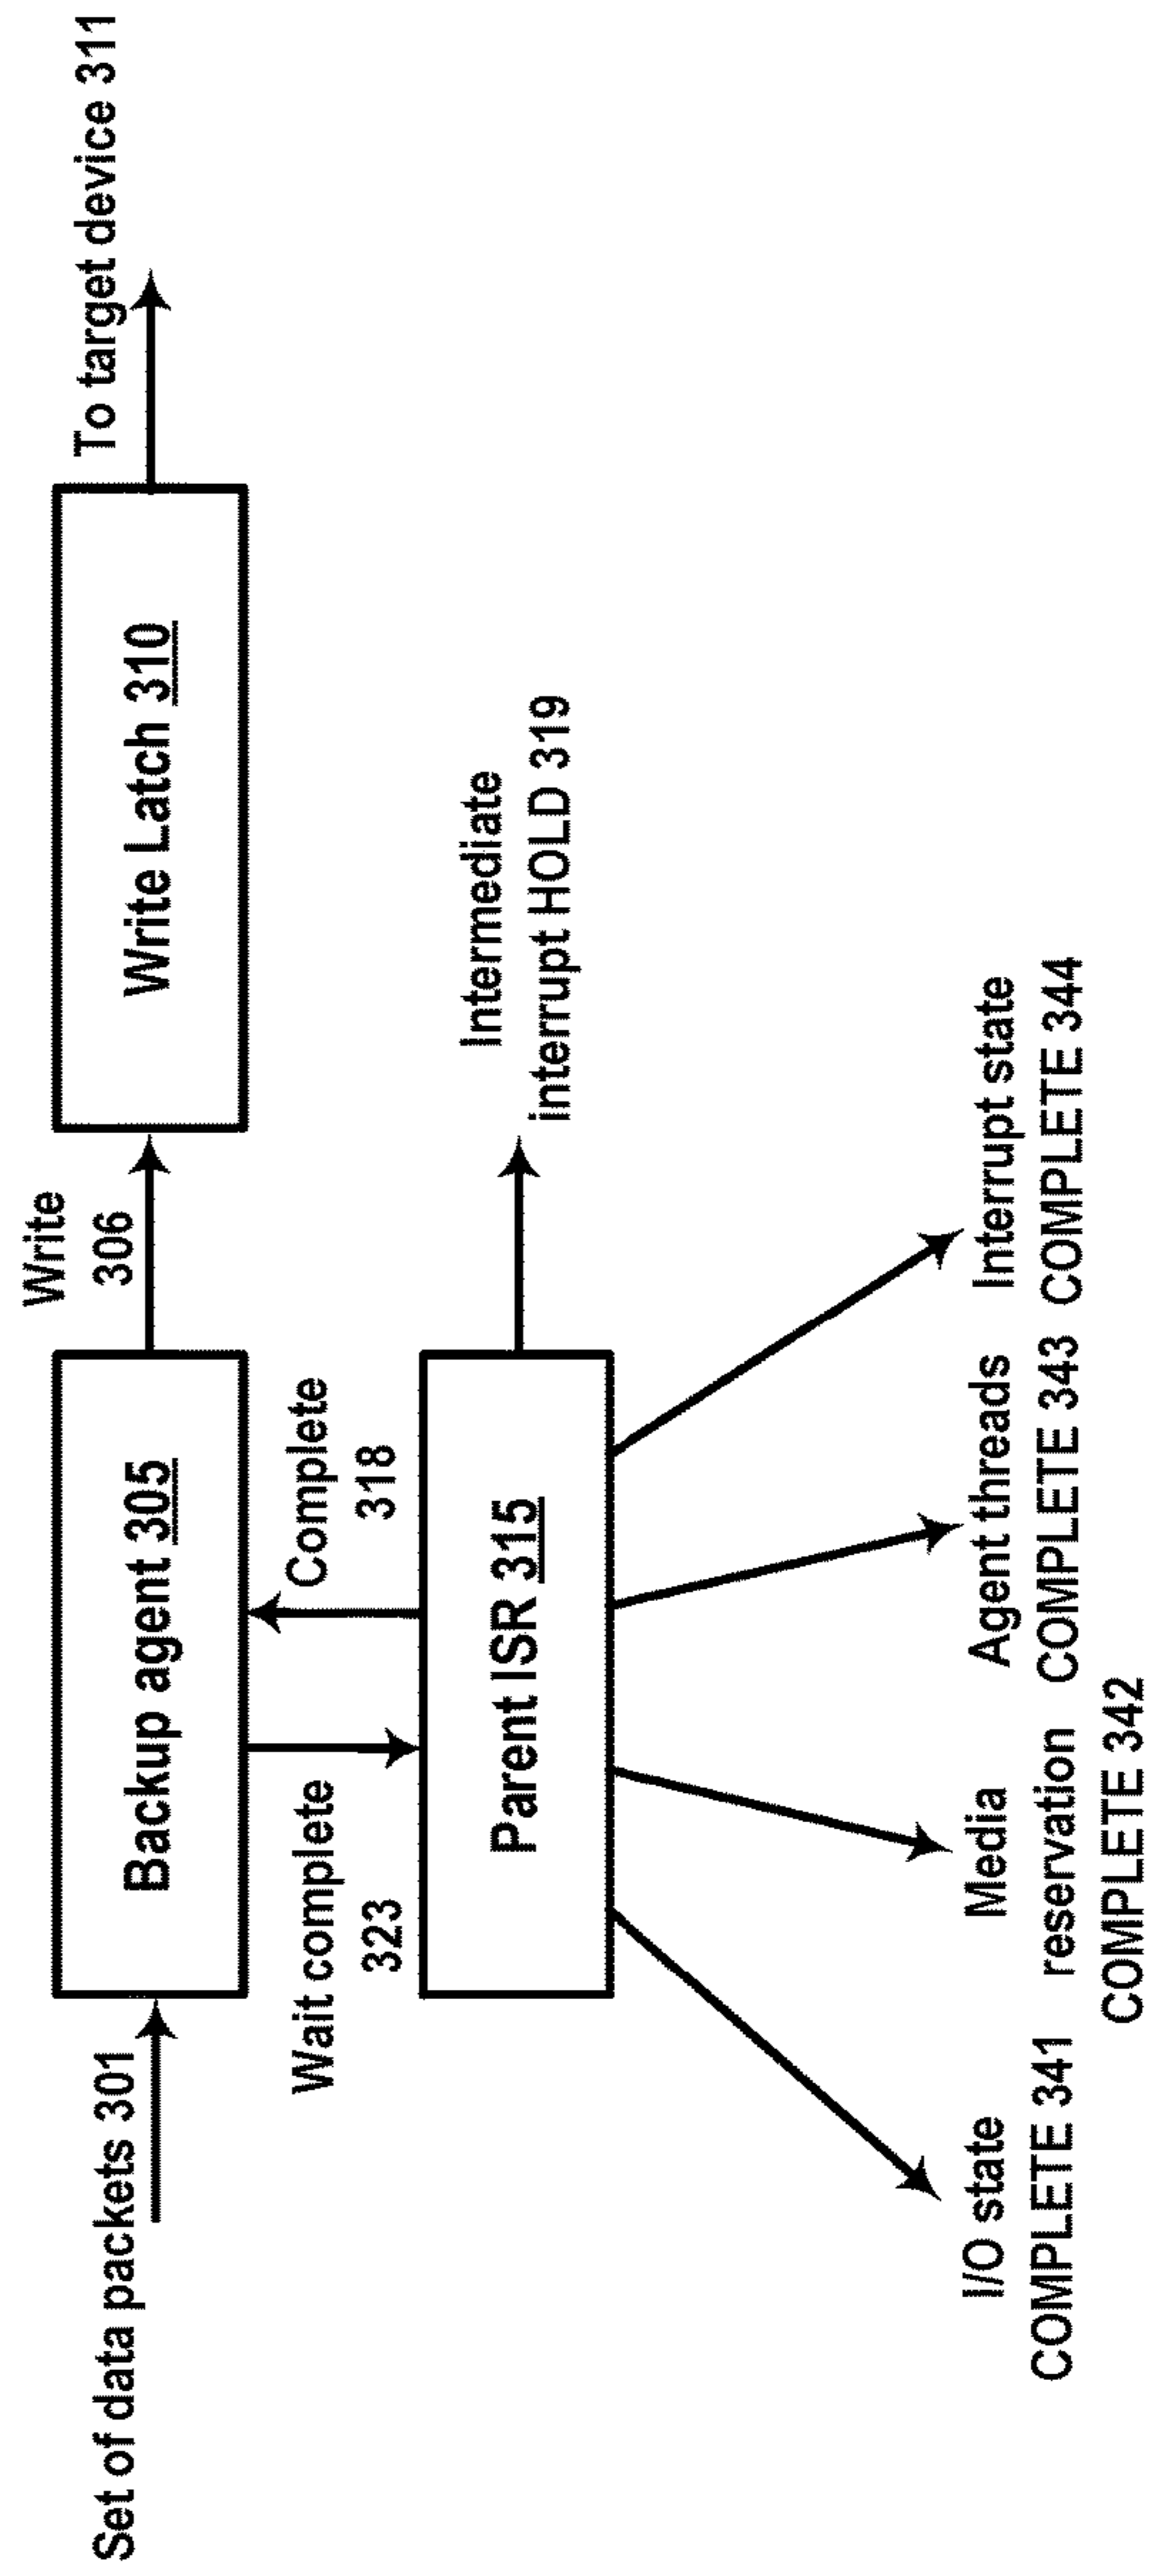 Set of data packets 301
Backup agent 305
Write
306
Write Latch 310
To target device 311
Wait complete
323
Complete
318
Parent ISR 315
Intermediate
interrupt HOLD 319
I/O state
COMPLETE 341
Media
reservation
COMPLETE 342
Agent threads
COMPLETE 343
Interrupt state
COMPLETE 344